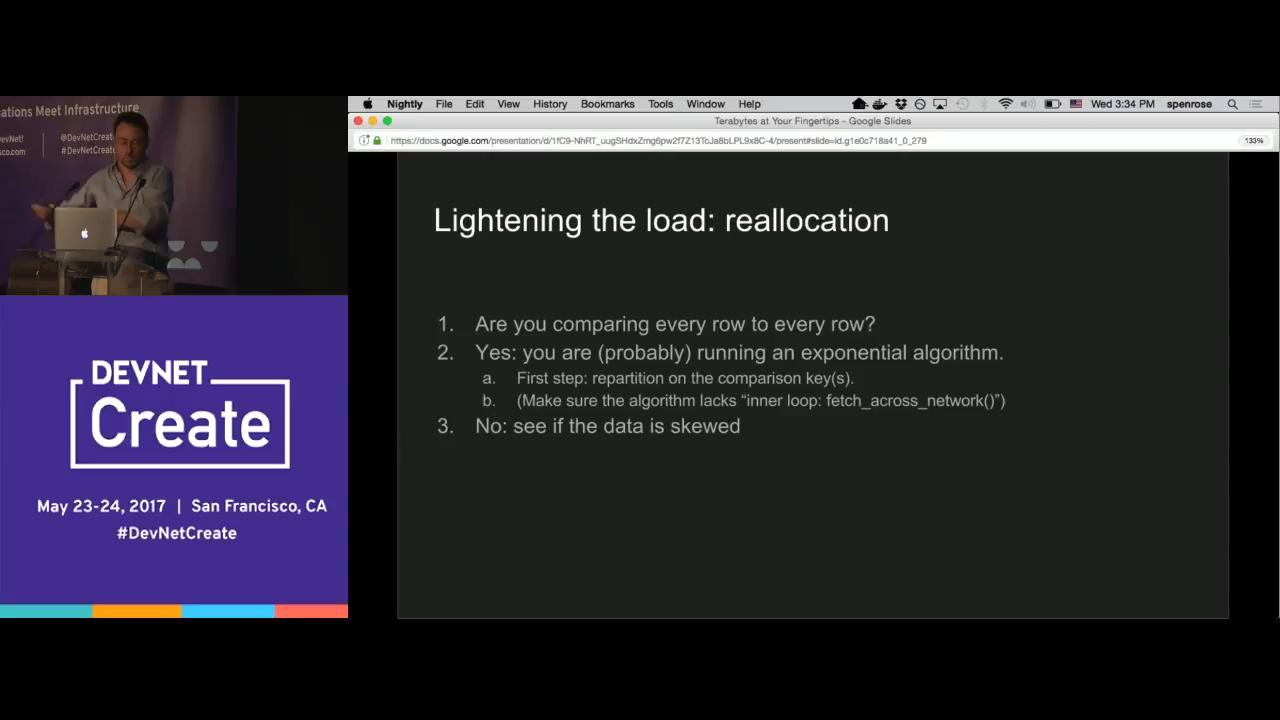 ations Meet Infrastructure
vNet!
@DevNetCreat
sco.com
#DevNetCreate
DEVNET
Create
May 23-24, 2017 | San Francisco, CA
#DevNetCreate
Nightly File Edit View History Bookmarks Tools Window Help Wed 3:34 PM spenrose
Terabytes at Your Fingertips - Google Slides
133%
Lightening the load: reallocation
1. Are you comparing every row to every row?
2. Yes: you are (probably) running an exponential algorithm.
a. First step: repartition on the comparison key(s).
b. (Make sure the algorithm lacks “inner loop: fetch_across_network()”)
3. No: see if the data is skewed